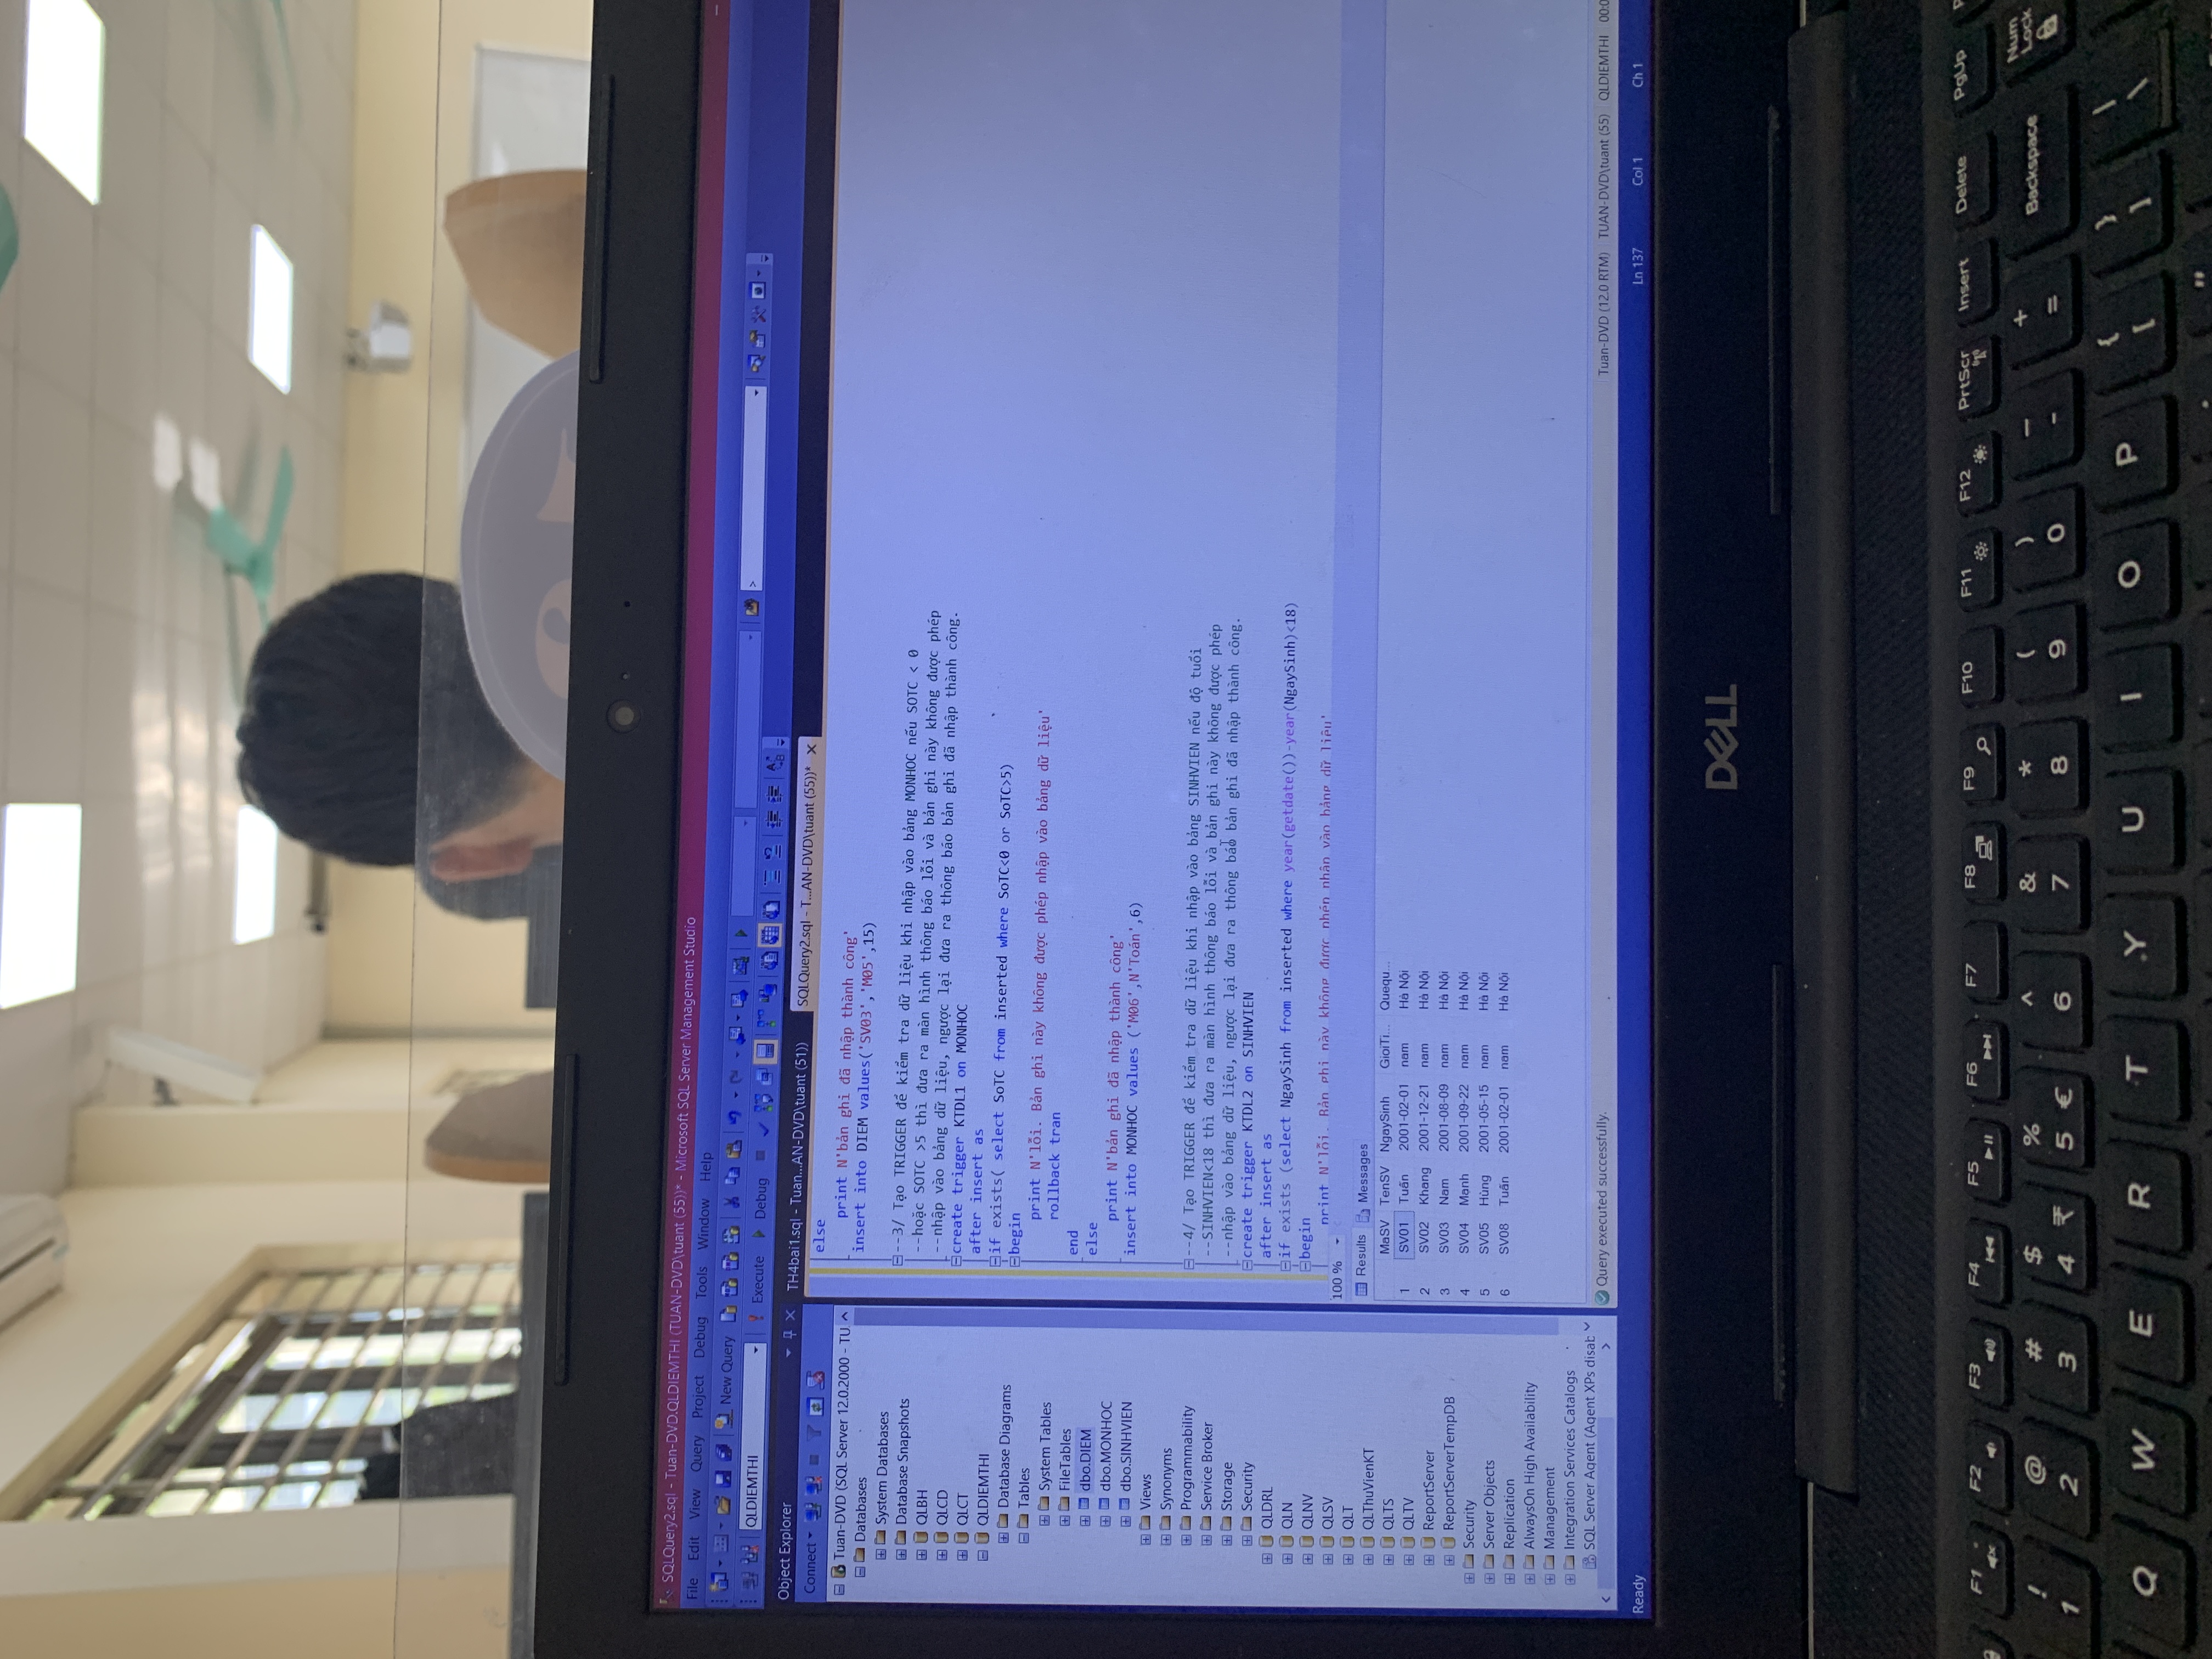 SQLQuery2.sql - Tuan-DVD.QLDIEMTHI (TUAN-DVD\tuant (55))* - Microsoft SQL Server Management Studio
File Edit View Query Project Debug Tools Window Help
New Query
QLDIEMTHI Execute Debug >
Object Explorer
Connect
Tuan-DVD (SQL Server 12.0.2000 - TU
Databases
System Databases
Database Snapshots
QLBH
QLCD
QLCT
QLDIEMTHI
Database Diagrams
Tables
System Tables
FileTables
dbo.DIEM
dbo.MONHOC
dbo.SINHVIEN
Views
Synonyms
Programmability
Service Broker
Storage
Security
QLDRL
QLN
QLNV
QLSV
QLT
QLThuVienKT
QLTS
QLTV
ReportServer
ReportServerTempDB
Security
Server Objects
Replication
AlwaysOn High Availability
Management
Integration Services Catalogs
SQL Server Agent (Agent XPs disab
TH4bai1.sql - Tuan...AN-DVD\tuant (51)) SQLQuery2.sql - T...AN-DVD\tuant (55))*
else
print N'bản ghi đã nhập thành công'
insert into DIEM values('SV03','M05',15)
--3/ Tạo TRIGGER để kiểm tra dữ liệu khi nhập vào bảng MONHOC nếu SOTC < 0
--hoặc SOTC >5 thì đưa ra màn hình thông báo lỗi và bản ghi này không được phép
--nhập vào bảng dữ liệu, ngược lại đưa ra thông báo bản ghi đã nhập thành công.
create trigger KTDL1 on MONHOC
after insert as
if exists( select SoTC from inserted where SoTC<0 or SoTC>5)
begin
print N'lỗi. Bản ghi này không được phép nhập vào bảng dữ liệu'
rollback tran
end
else
print N'bản ghi đã nhập thành công'
insert into MONHOC values ('M06',N'Toán',6)
--4/ Tạo TRIGGER để kiểm tra dữ liệu khi nhập vào bảng SINHVIEN nếu độ tuổi
--SINHVIEN<18 thì đưa ra màn hình thông báo lỗi và bản ghi này không được phép
--nhập vào bảng dữ liệu, ngược lại đưa ra thông báo bản ghi đã nhập thành công.
create trigger KTDL2 on SINHVIEN
after insert as
if exists (select NgaySinh from inserted where year(getdate())-year(NgaySinh)<18)
begin
print N'lỗi. Bản ghi này không được phép nhập vào bảng dữ liệu'
100 %
Results Messages
MaSV TenSV NgaySinh GioiTi... Quequ...
1 SV01 Tuấn 2001-02-01 nam Hà Nội
2 SV02 Khang 2001-12-21 nam Hà Nội
3 SV03 Nam 2001-08-09 nam Hà Nội
4 SV04 Mạnh 2001-09-22 nam Hà Nội
5 SV05 Hùng 2001-05-15 nam Hà Nội
6 SV08 Tuấn 2001-02-01 nam Hà Nội
Query executed successfully. Tuan-DVD (12.0 RTM) TUAN-DVD\tuant (55) QLDIEMTHI 00:0
Ready Ln 137 Col 1 Ch 1
DELL
F1 F2 F3 F4 F5 F6 F7 F8 F9 F10 F11 F12 PrtScr Insert Delete PgUp
! @ # $ % ^ & * ( ) _ + Backspace Num Lock
1 2 3 4 ₹ 5 € 6 7 8 9 0 - =
Q W E R T Y U I O P { [ } ] | \
"